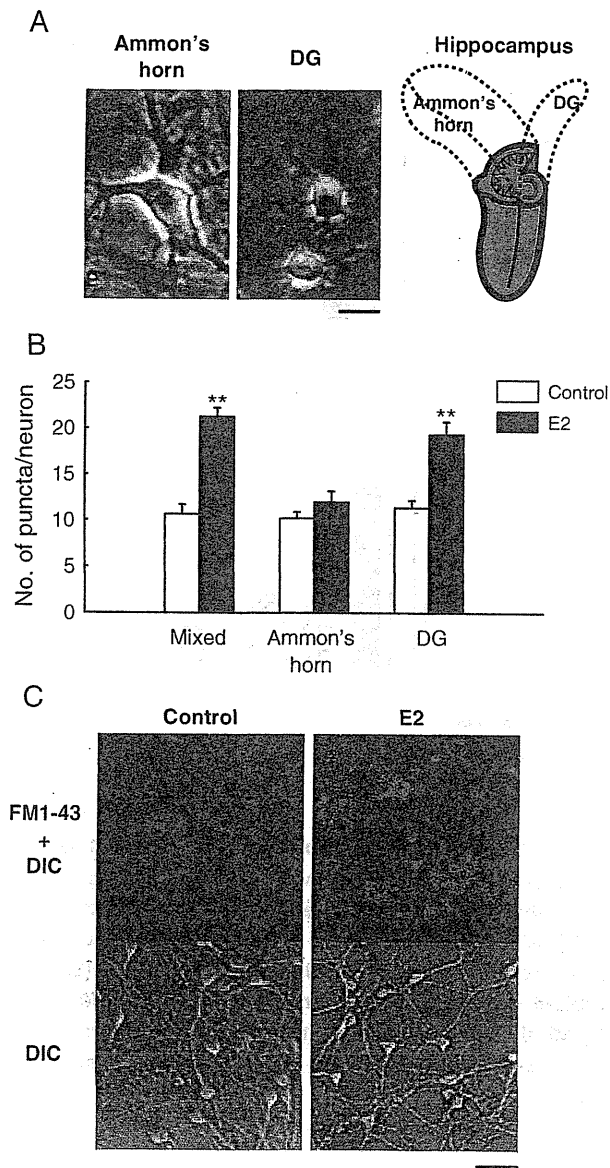 A
Ammon's
horn
DG
Hippocampus
Ammon's
horn
DG
B
No. of puncta/neuron
25
20
15
10
5
0
**
**
Control
E2
Mixed
Ammon's
horn
DG
C
Control
E2
FM1-43
+
DIC
DIC